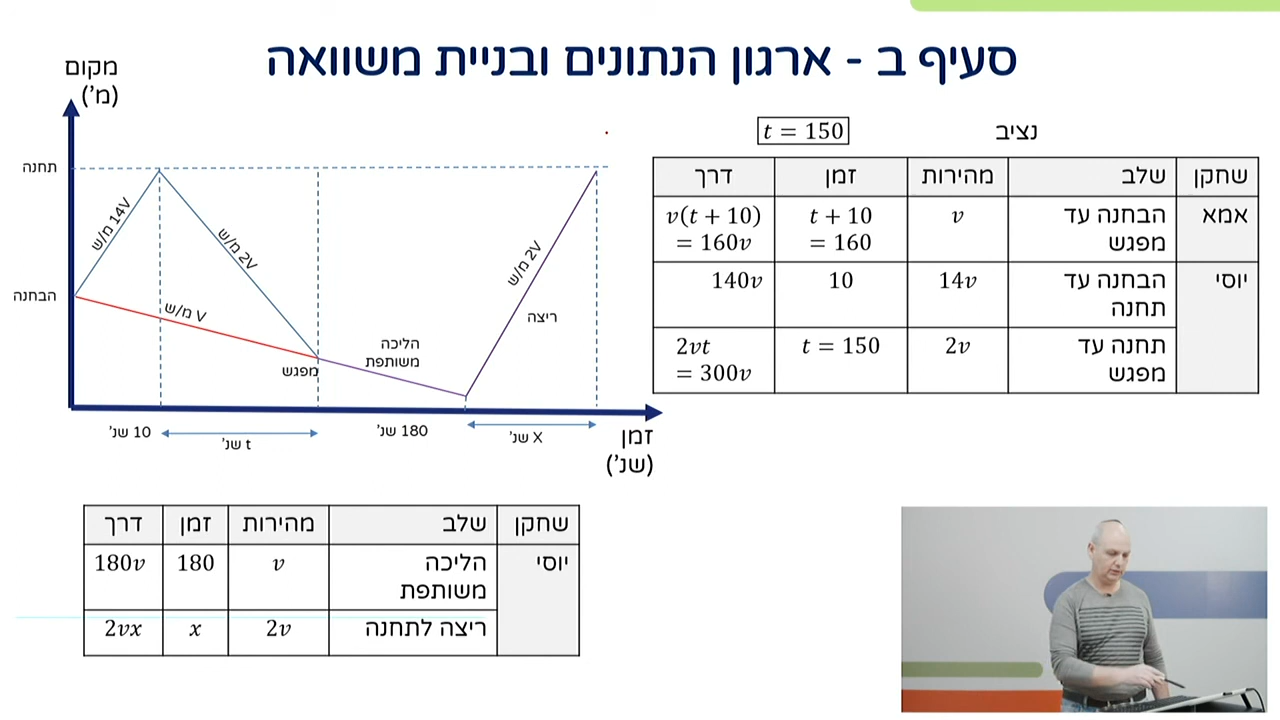 סעיף ב - ארגון הנתונים ובניית משוואה
מקום
(מ')
תחנה
הבחנה
14V מ/ש
2V מ/ש
V מ/ש
מפגש
הליכה
משותפת
2V מ/ש
ריצה
10 שנ'
t שנ'
180 שנ'
X שנ'
זמן
(שנ')
נציב t = 150
שחקן שלב מהירות זמן דרך
אמא הבחנה עד מפגש v t + 10 = 160 v(t + 10) = 160v
יוסי הבחנה עד תחנה 14v 10 140v
תחנה עד מפגש 2v t = 150 2vt = 300v
שחקן שלב מהירות זמן דרך
יוסי הליכה משותפת v 180 180v
ריצה לתחנה 2v x 2vx